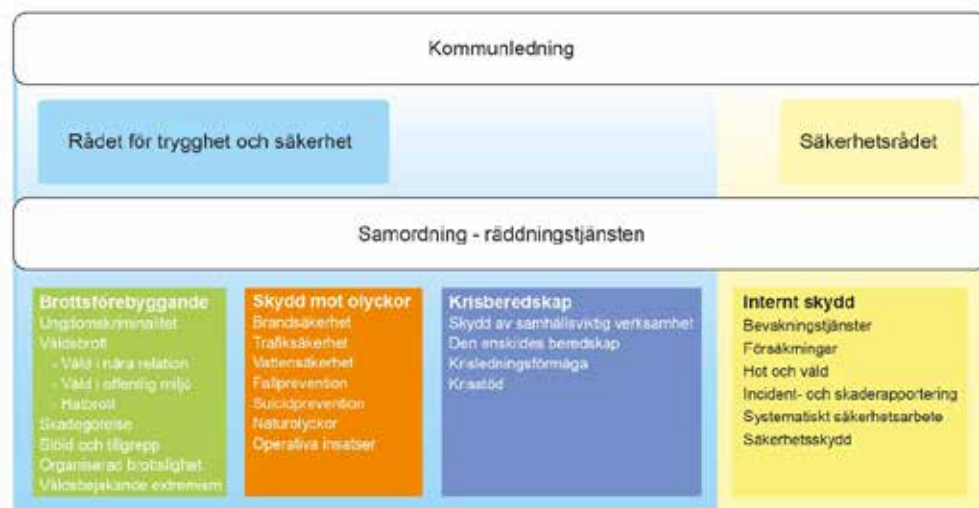 Kommunledning
Rådet för trygghet och säkerhet
Säkerhetsrådet
Samordning - räddningstjänsten
Brottsförebyggande
Ungdomskriminalitet
Våldsbrott
- Våld i nära relation
- Våld i offentlig miljö
- Hatbrott
Skadegörelse
Stöld och tillgrepp
Organiserad brottslighet
Våldsbejakande extremism
Skydd mot olyckor
Brandsäkerhet
Trafiksäkerhet
Vattensäkerhet
Fallprevention
Suicidprevention
Naturolyckor
Operativa insatser
Krisberedskap
Skydd av samhällsviktig verksamhet
Den enskildes beredskap
Krisledningsförmåga
Krisstöd
Internt skydd
Bevakningstjänster
Försäkringar
Hot och våld
Incident- och skaderapportering
Systematiskt säkerhetsarbete
Säkerhetsskydd